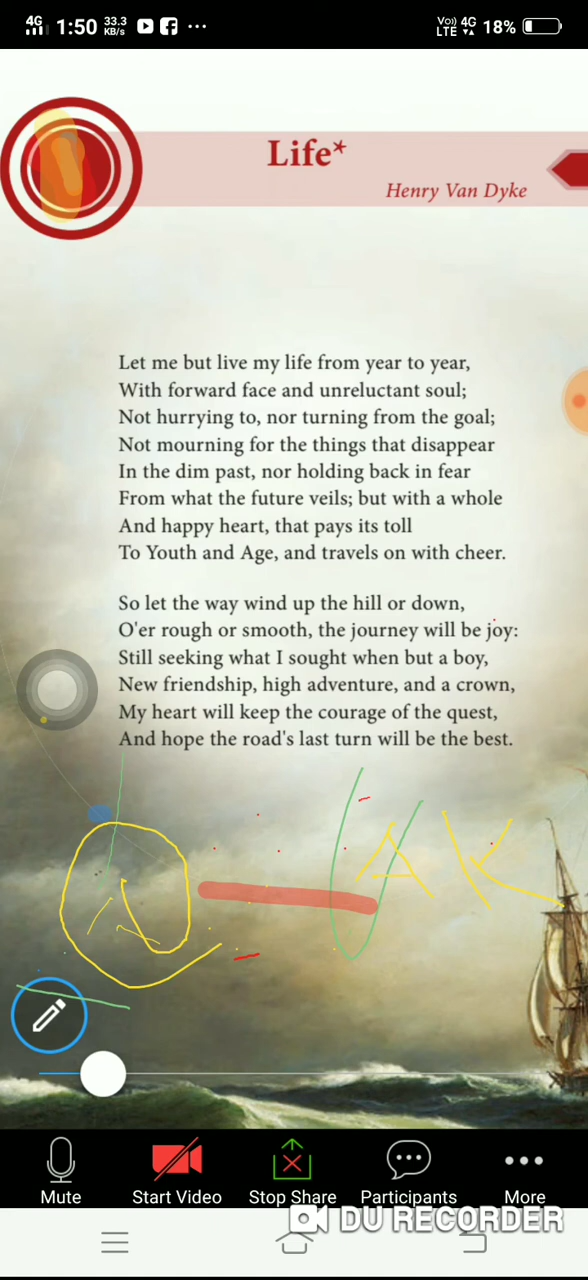 4G 1:50 33.3 KB/s ... Vo)) LTE 4G 18%
Life*
Henry Van Dyke
Let me but live my life from year to year,
With forward face and unreluctant soul;
Not hurrying to, nor turning from the goal;
Not mourning for the things that disappear
In the dim past, nor holding back in fear
From what the future veils; but with a whole
And happy heart, that pays its toll
To Youth and Age, and travels on with cheer.
So let the way wind up the hill or down,
O'er rough or smooth, the journey will be joy:
Still seeking what I sought when but a boy,
New friendship, high adventure, and a crown,
My heart will keep the courage of the quest,
And hope the road's last turn will be the best.
A K
Mute Start Video Stop Share Participants More
DU RECORDER